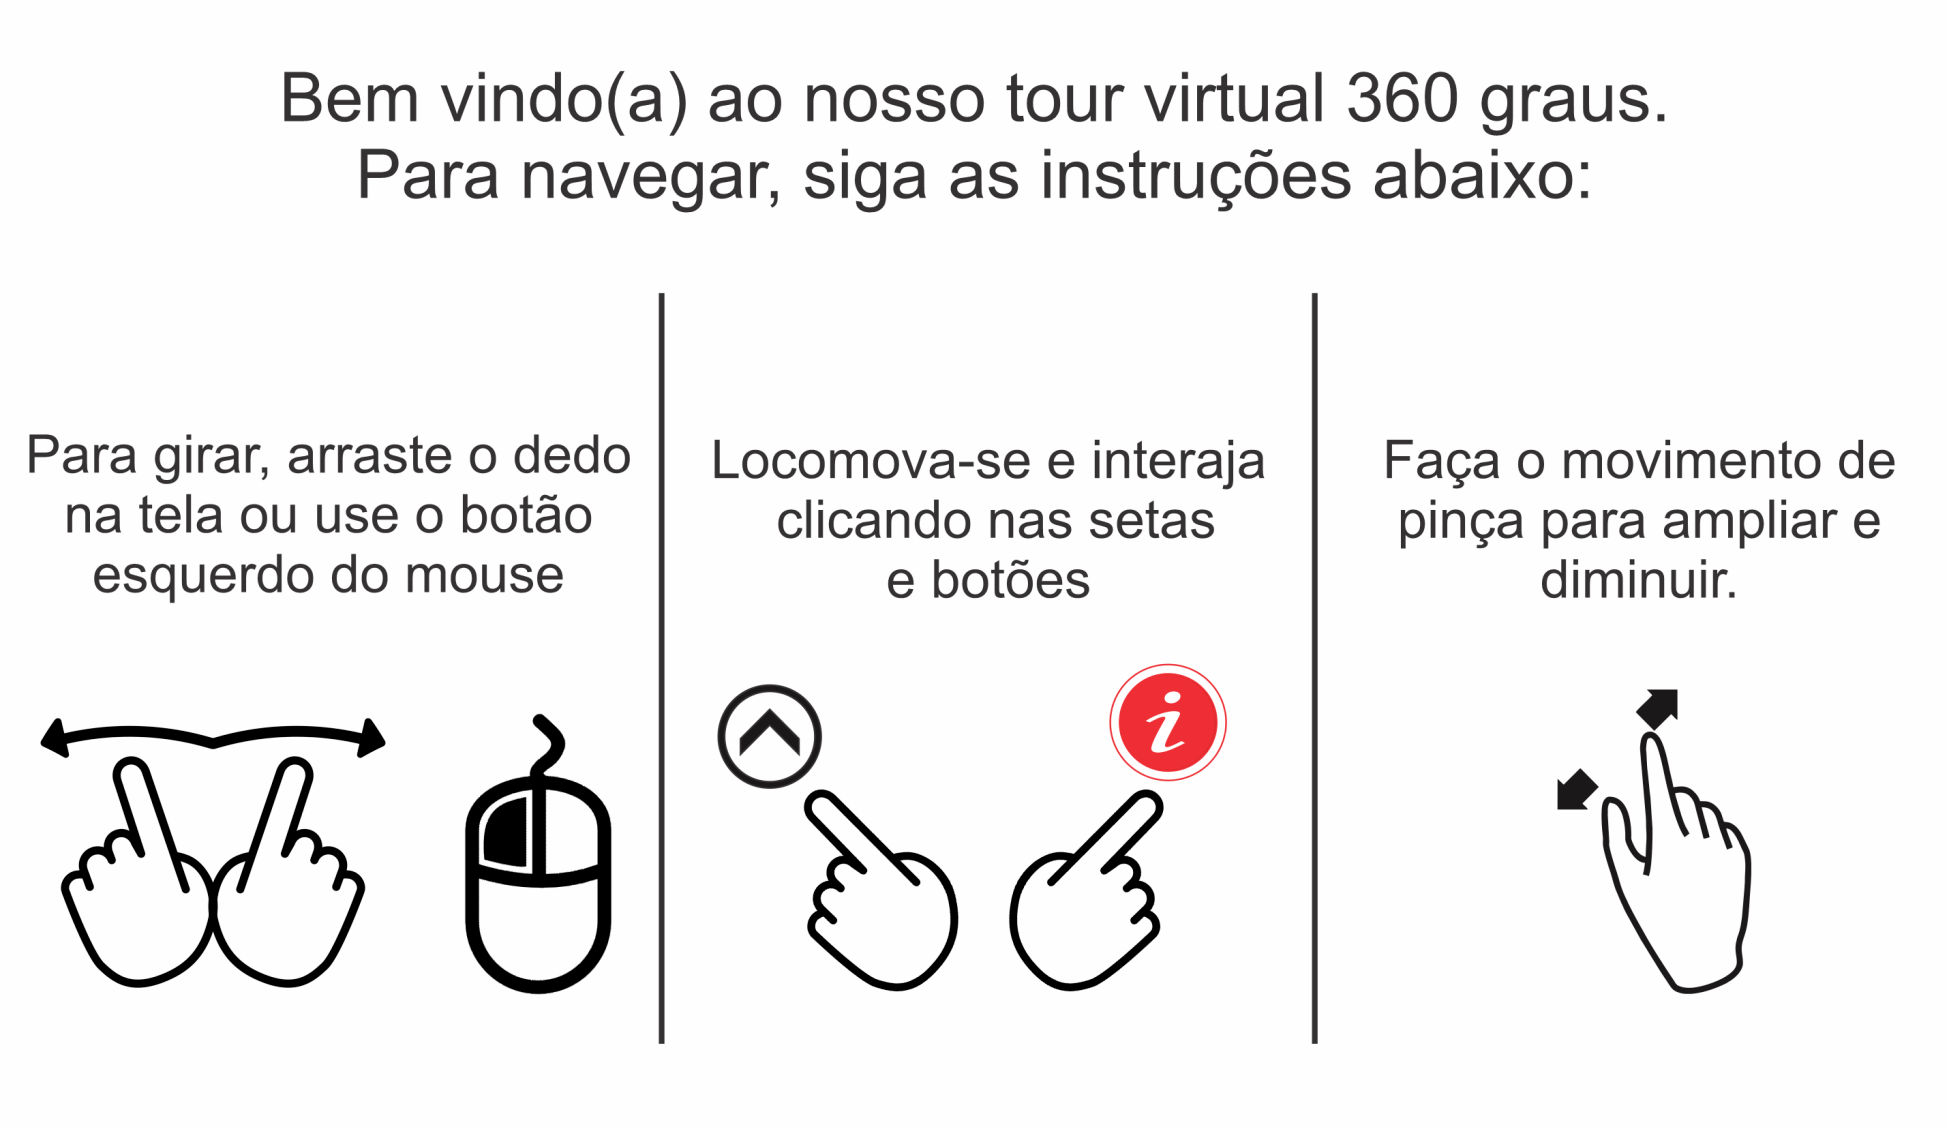 Bem vindo(a) ao nosso tour virtual 360 graus.
Para navegar, siga as instruções abaixo:
Para girar, arraste o dedo
na tela ou use o botão
esquerdo do mouse
Locomova-se e interaja
clicando nas setas
e botões
i
Faça o movimento de
pinça para ampliar e
diminuir.